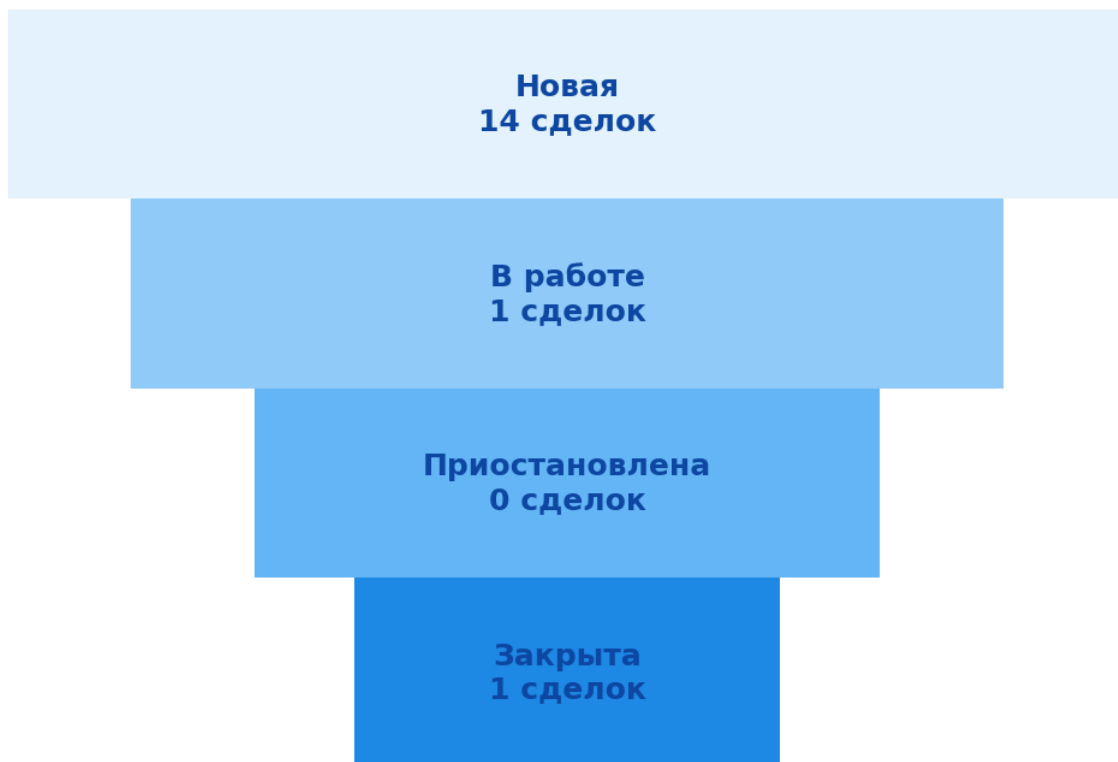 Новая
14 сделок
В работе
1 сделок
Приостановлена
0 сделок
Закрыта
1 сделок